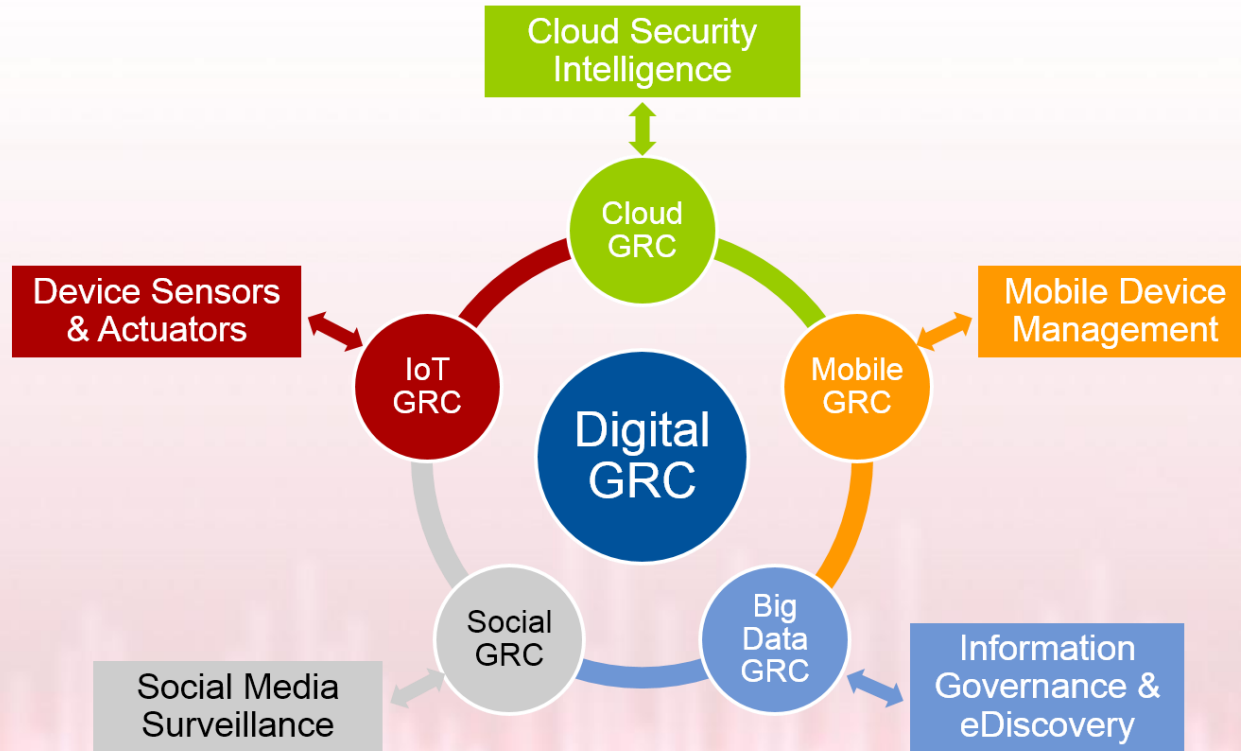 Cloud Security
Intelligence
Cloud
GRC
Device Sensors
& Actuators
Mobile Device
Management
IoT
GRC
Mobile
GRC
Digital
GRC
Social
GRC
Big
Data
GRC
Social Media
Surveillance
Information
Governance &
eDiscovery